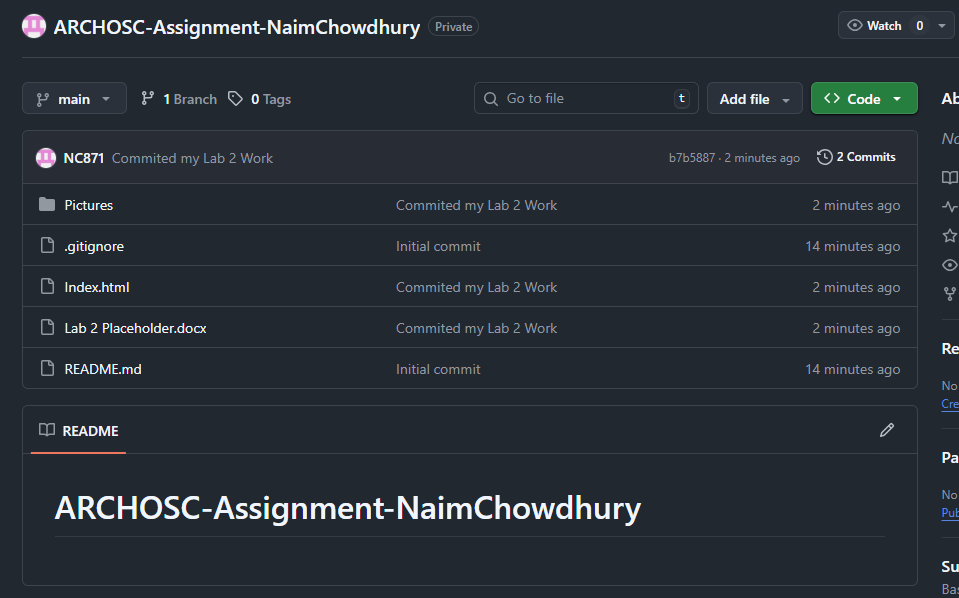 ARCHOSC-Assignment-NaimChowdhury Private Watch 0
main 1 Branch 0 Tags Go to file t Add file Code
NC871 Commited my Lab 2 Work b7b5887 · 2 minutes ago 2 Commits
Pictures Commited my Lab 2 Work 2 minutes ago
.gitignore Initial commit 14 minutes ago
Index.html Commited my Lab 2 Work 2 minutes ago
Lab 2 Placeholder.docx Commited my Lab 2 Work 2 minutes ago
README.md Initial commit 14 minutes ago
README
ARCHOSC-Assignment-NaimChowdhury
Ab
No
Re
No
Cre
Pa
No
Pub
Su
Bas